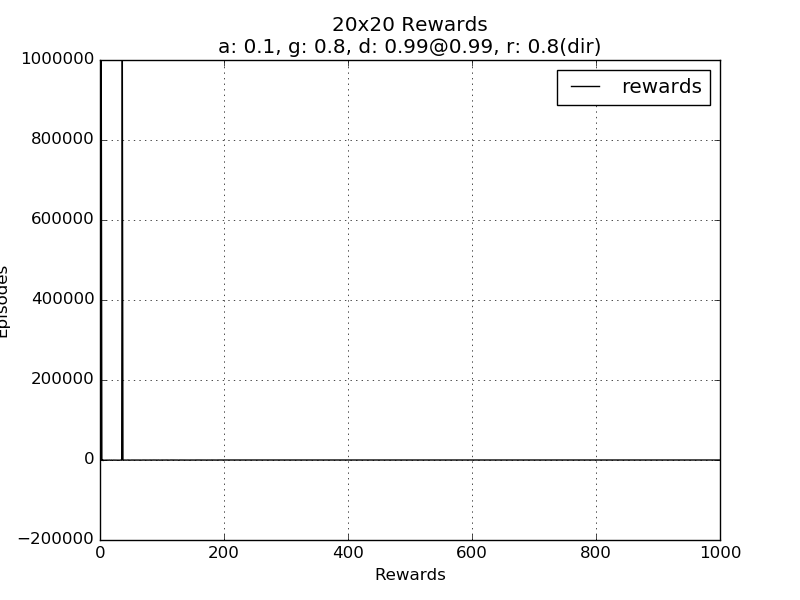 20x20 Rewards
a: 0.1, g: 0.8, d: 0.99@0.99, r: 0.8(dir)
rewards
1000000
800000
600000
400000
200000
0
−200000
Episodes
0 200 400 600 800 1000
Rewards